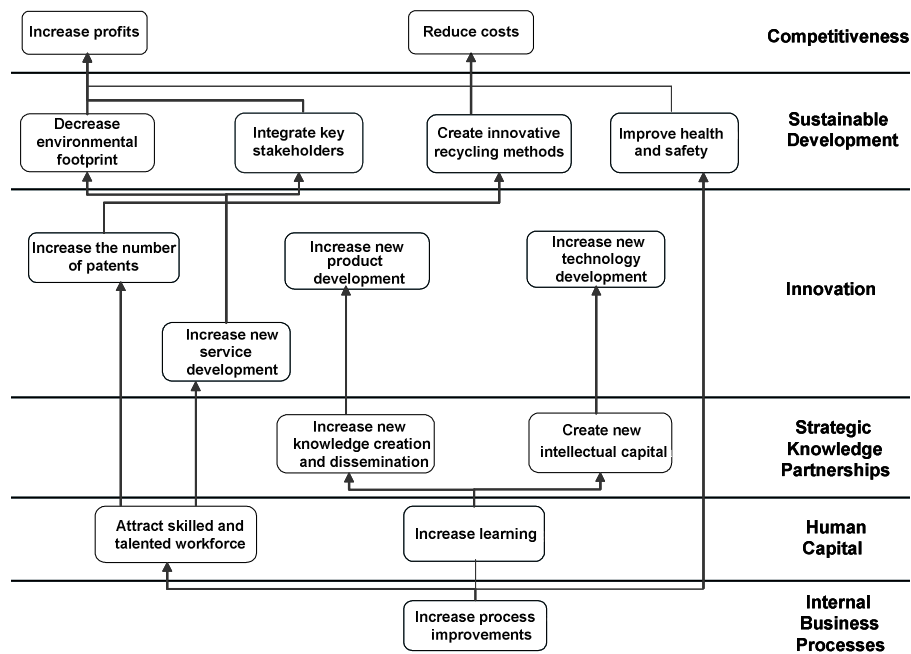 Increase profits
Reduce costs
Competitiveness
Decrease
environmental
footprint
Integrate key
stakeholders
Create innovative
recycling methods
Improve health
and safety
Sustainable
Development
Increase the number
of patents
Increase new
product
development
Increase new
technology
development
Innovation
Increase new
service
development
Increase new
knowledge creation
and dissemination
Create new
intellectual capital
Strategic
Knowledge
Partnerships
Attract skilled and
talented workforce
Increase learning
Human
Capital
Increase process
improvements
Internal
Business
Processes